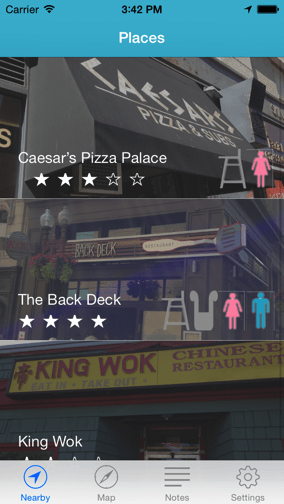 Carrier 3:42 PM
Places
CAESAR'S
PIZZA & SUBS
Caesar's Pizza Palace
BACK DECK
RESTAURANT
The Back Deck
KING WOK CHINESE
EAT IN • TAKE OUT • RESTAURANT
King Wok
Nearby Map Notes Settings